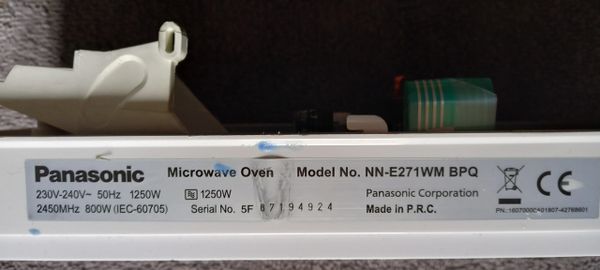 Panasonic Microwave Oven Model No. NN-E271WM BPQ
230V-240V~ 50Hz 1250W 1250W Panasonic Corporation
2450MHz 800W (IEC-60705) Serial No. 5F 67194924 Made in P.R.C.